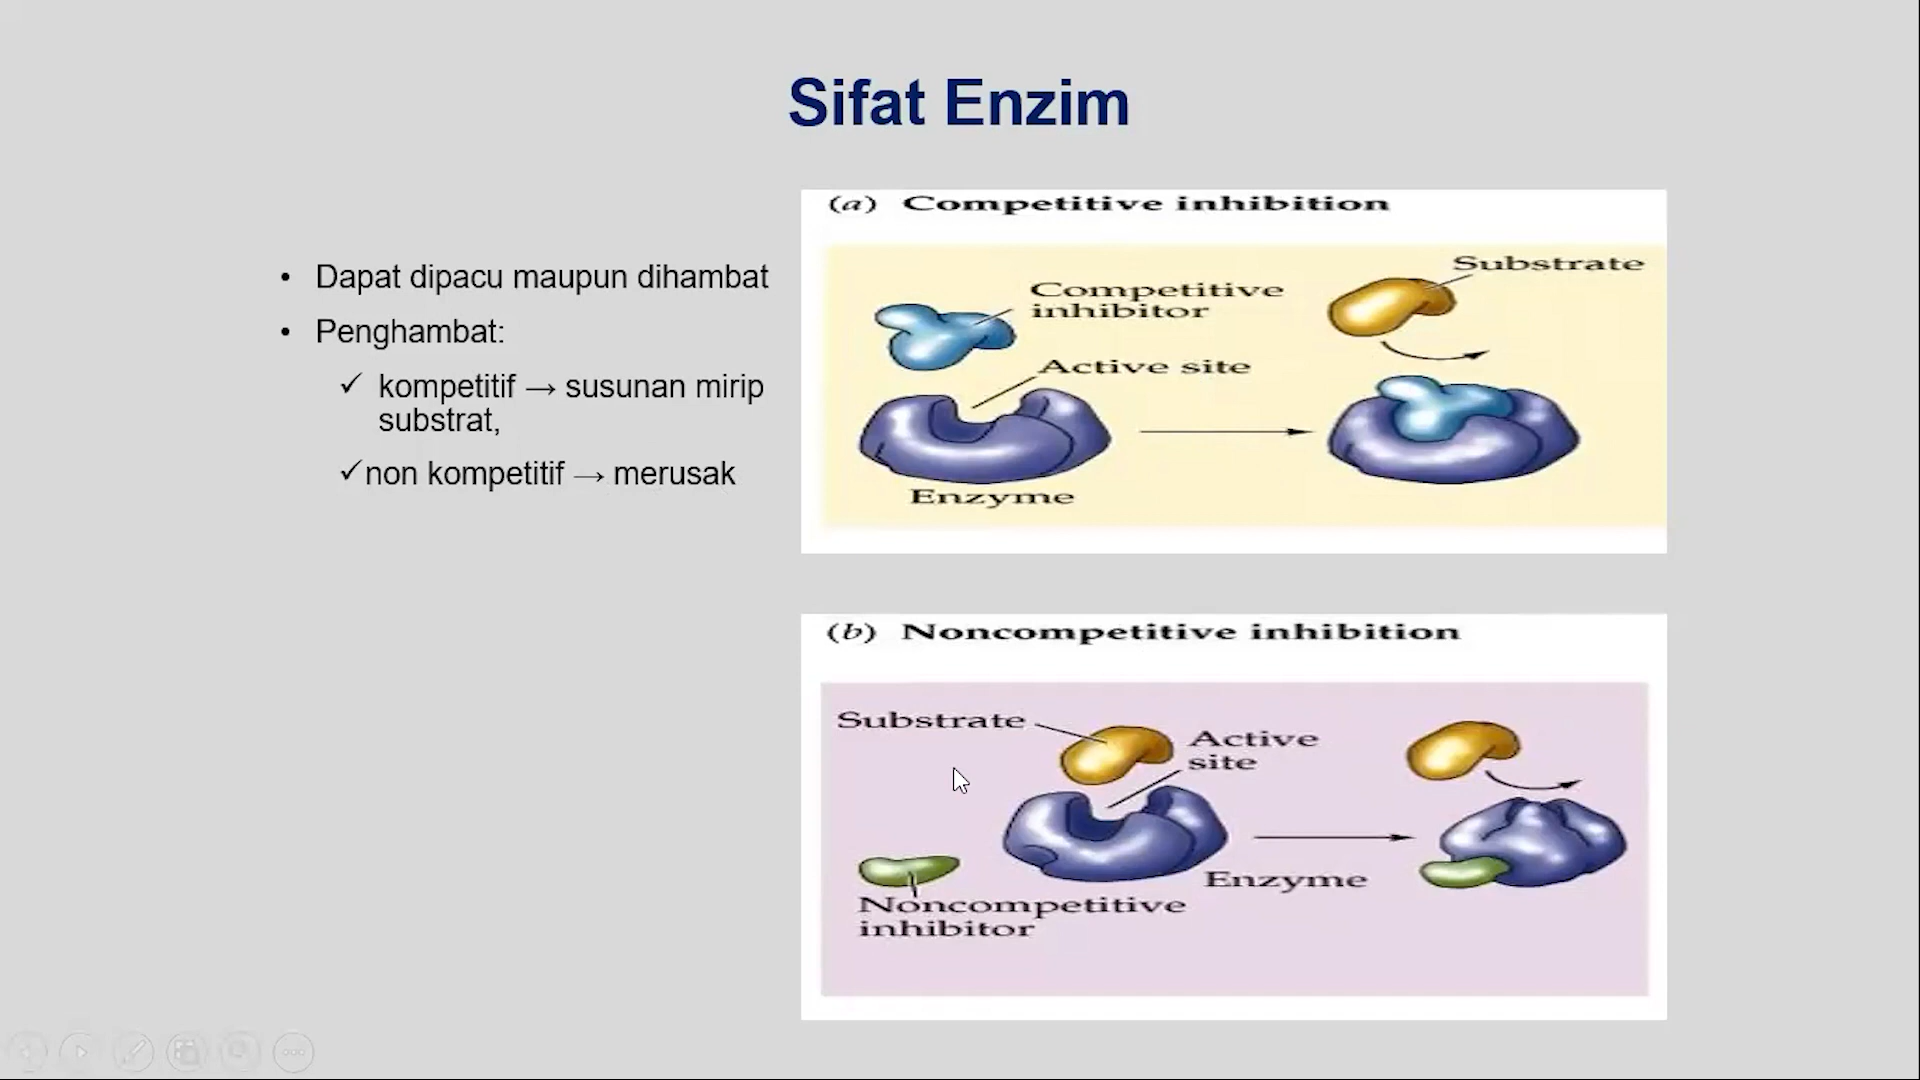 Sifat Enzim
• Dapat dipacu maupun dihambat
• Penghambat:
✓ kompetitif → susunan mirip
substrat,
✓non kompetitif → merusak
(a) Competitive inhibition
Substrate
Competitive
inhibitor
Active site
Enzyme
(b) Noncompetitive inhibition
Substrate
Active
site
Enzyme
Noncompetitive
inhibitor